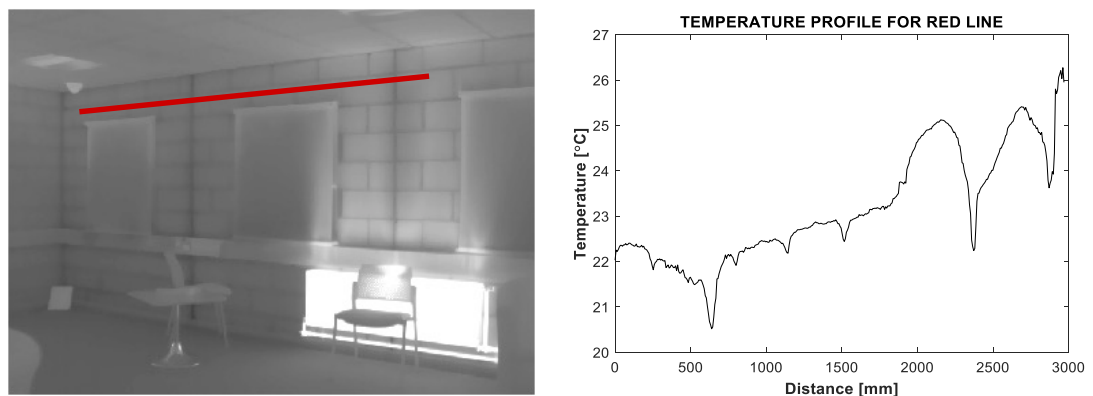 TEMPERATURE PROFILE FOR RED LINE
27
26
25
24
23
22
21
20
Temperature [°C]
0 500 1000 1500 2000 2500 3000
Distance [mm]